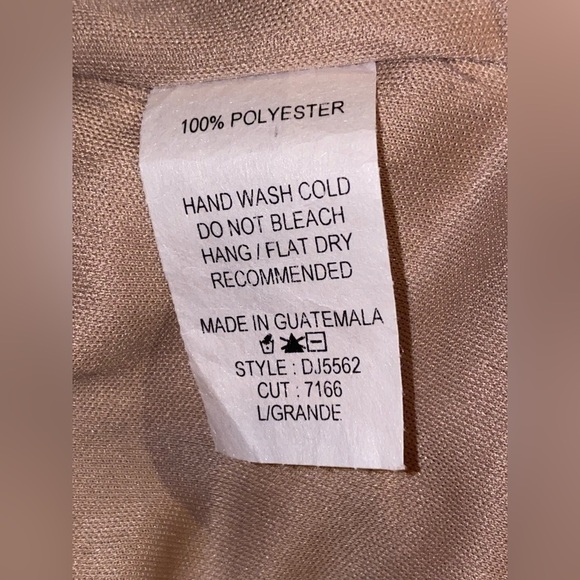 100% POLYESTER
HAND WASH COLD
DO NOT BLEACH
HANG / FLAT DRY
RECOMMENDED
MADE IN GUATEMALA
STYLE : DJ5562
CUT : 7166
L/GRANDE